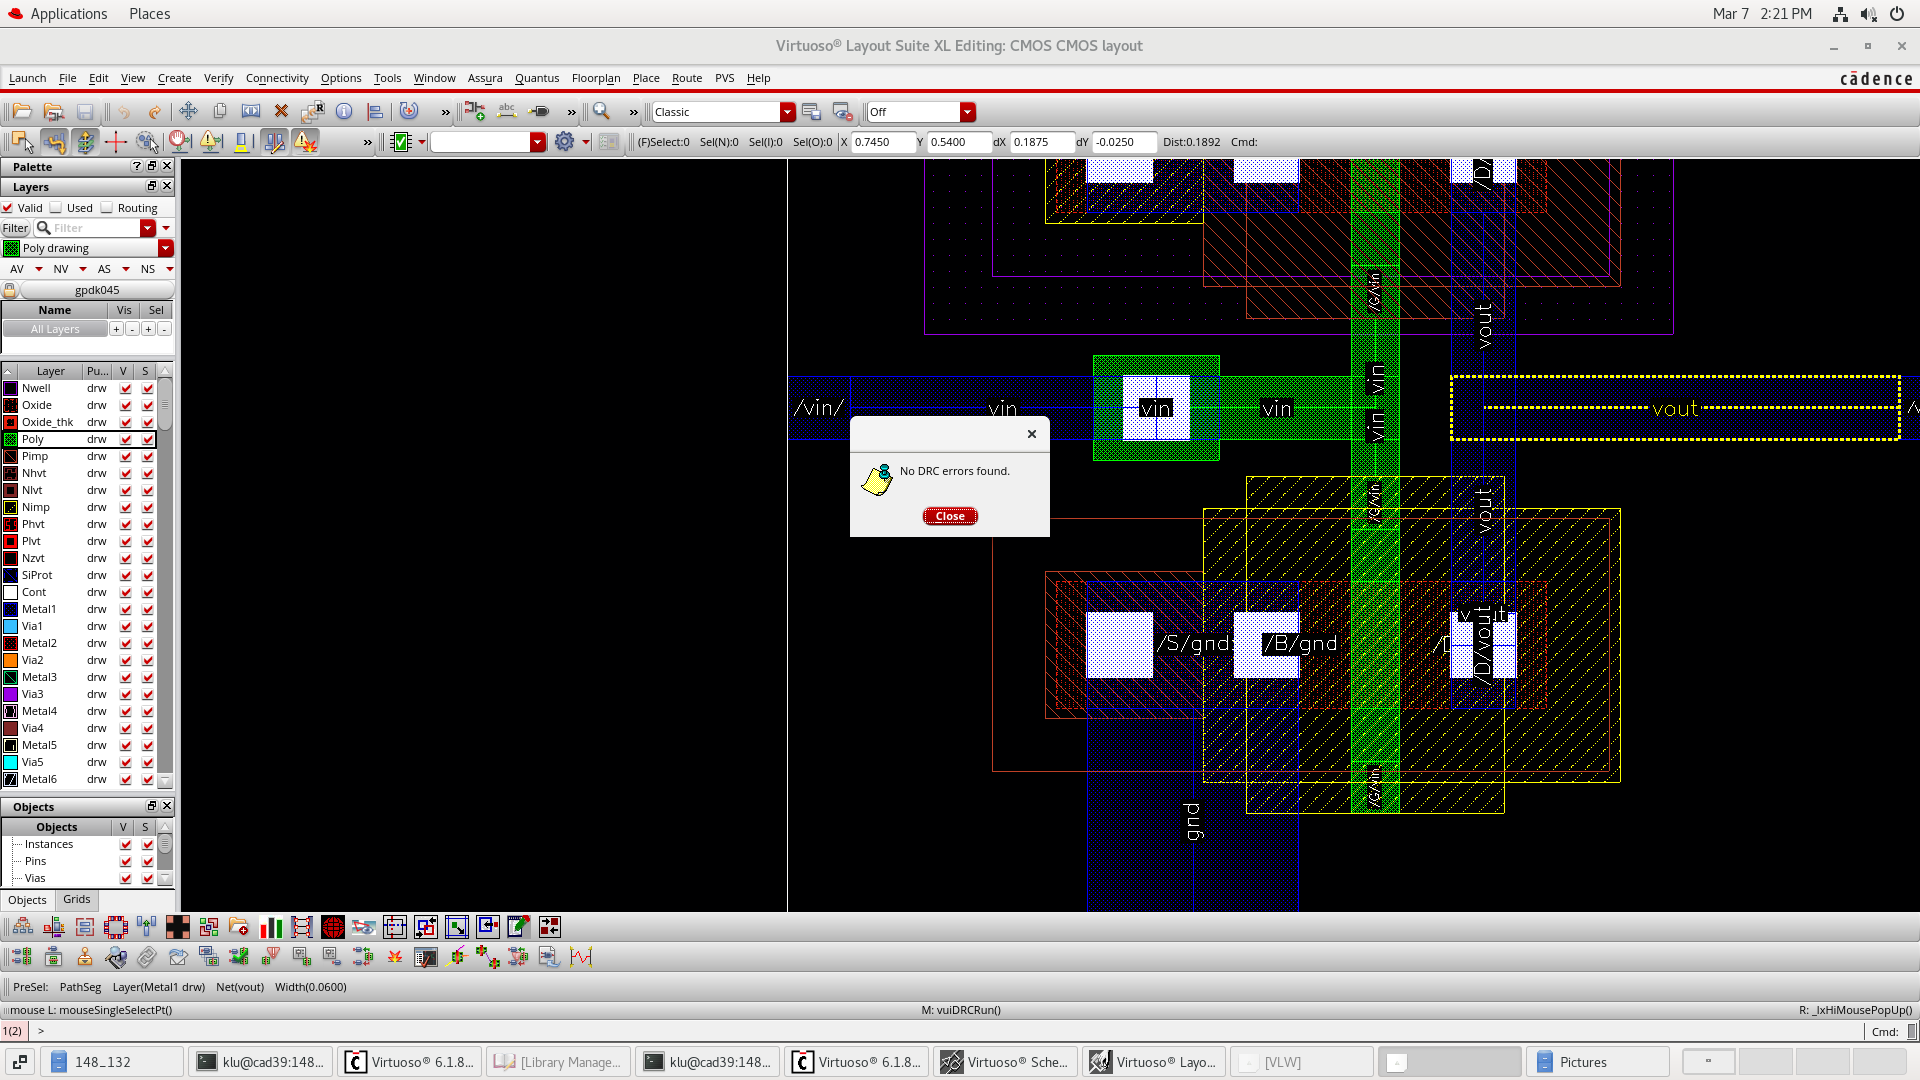 Applications Places
Mar 7 2:21 PM
Virtuoso® Layout Suite XL Editing: CMOS CMOS layout
Launch File Edit View Create Verify Connectivity Options Tools Window Assura Quantus Floorplan Place Route PVS Help
cādence
Classic
Off
(F)Select:0 Sel(N):0 Sel(I):0 Sel(O):0 X 0.7450 Y 0.5400 dX 0.1875 dY -0.0250 Dist:0.1892 Cmd:
Palette
Layers
Valid Used Routing
Filter Filter
Poly drawing
AV NV AS NS
gpdk045
Name Vis Sel
All Layers + - + -
Layer Pu... V S
Nwell drw
Oxide drw
Oxide_thk drw
Poly drw
Pimp drw
Nhvt drw
Nlvt drw
Nimp drw
Phvt drw
Plvt drw
Nzvt drw
SiProt drw
Cont drw
Metal1 drw
Via1 drw
Metal2 drw
Via2 drw
Metal3 drw
Via3 drw
Metal4 drw
Via4 drw
Metal5 drw
Via5 drw
Metal6 drw
Objects
Objects V S
Instances
Pins
Vias
Objects Grids
/G/vin
vout
vin
/vin/
vin
vin
vin
vin
vout
No DRC errors found.
Close
/G/vin
vout
/S/gnd
/B/gnd
/D/vout
/G/vin
gnd
PreSel: PathSeg Layer(Metal1 drw) Net(vout) Width(0.0600)
mouse L: mouseSingleSelectPt()
M: vuiDRCRun()
R: _lxHiMousePopUp()
1(2) >
Cmd:
148_132
klu@cad39:148...
Virtuoso® 6.1.8...
[Library Manage...
klu@cad39:148...
Virtuoso® 6.1.8...
Virtuoso® Sche...
Virtuoso® Layo...
[VLW]
Pictures